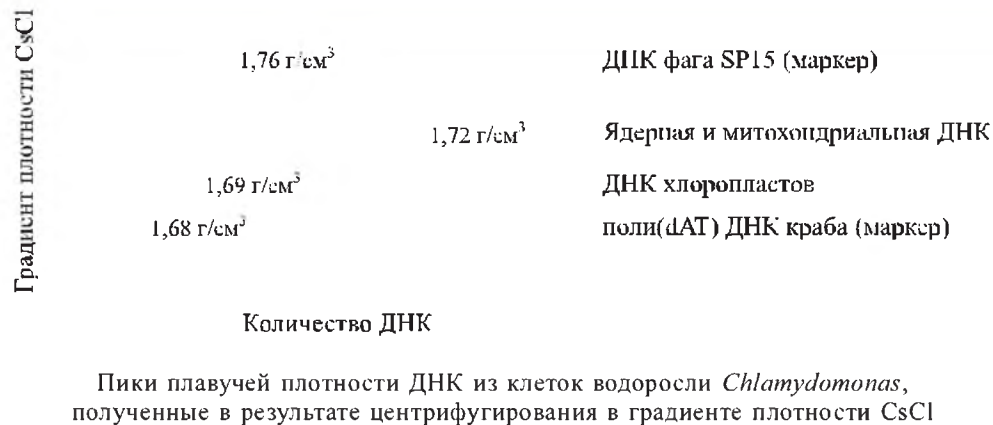 Градиент плотности CsCl
1,76 г/см³ ДНК фага SP15 (маркер)
1,72 г/см³ Ядерная и митохондриальная ДНК
1,69 г/см³ ДНК хлоропластов
1,68 г/см³ поли(dAT) ДНК краба (маркер)
Количество ДНК
Пики плавучей плотности ДНК из клеток водоросли Chlamydomonas,
полученные в результате центрифугирования в градиенте плотности CsCl